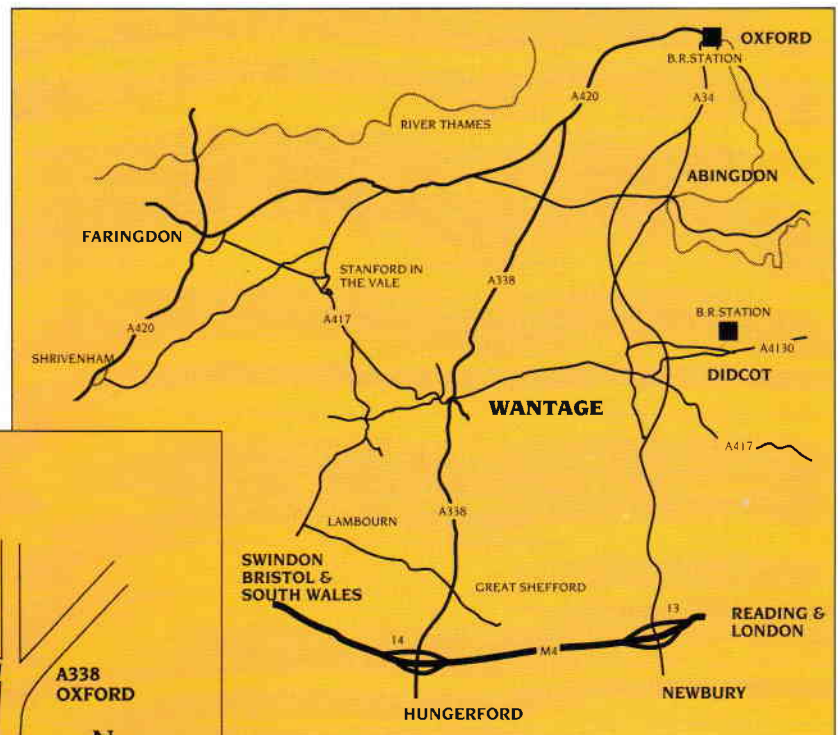 OXFORD
B.R.STATION
A420
A34
RIVER THAMES
ABINGDON
FARINGDON
STANFORD IN
THE VALE
A338
A417
B.R.STATION
A420
A4130
SHRIVENHAM
DIDCOT
WANTAGE
A417
A338
LAMBOURN
SWINDON
BRISTOL &
SOUTH WALES
GREAT SHEFFORD
14
13
READING &
LONDON
M4
A338
OXFORD
NEWBURY
HUNGERFORD
N